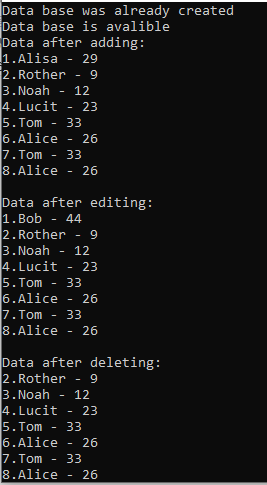 Data base was already created
Data base is avalible
Data after adding:
1.Alisa - 29
2.Rother - 9
3.Noah - 12
4.Lucit - 23
5.Tom - 33
6.Alice - 26
7.Tom - 33
8.Alice - 26
Data after editing:
1.Bob - 44
2.Rother - 9
3.Noah - 12
4.Lucit - 23
5.Tom - 33
6.Alice - 26
7.Tom - 33
8.Alice - 26
Data after deleting:
2.Rother - 9
3.Noah - 12
4.Lucit - 23
5.Tom - 33
6.Alice - 26
7.Tom - 33
8.Alice - 26